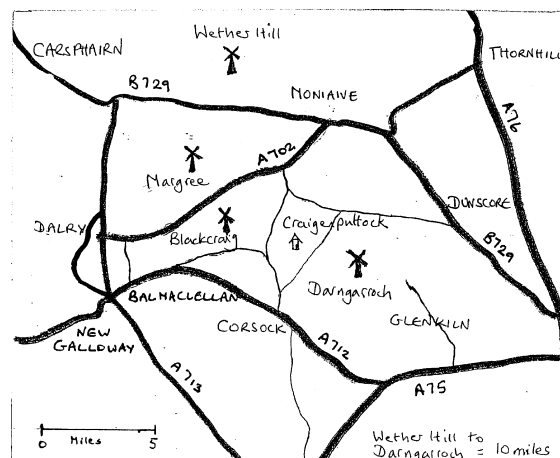 Wether Hill
CARSPHAIRN
THORNHILL
B729
MONIAIVE
A76
A702
Margree
DUNSCORE
DALRY
Blackcraig
Craigenputtock
B729
Darngarroch
BALMACLELLAN
GLENKILN
CORSOCK
NEW
GALLOWAY
A712
A713
A75
0 MILES 5
Wether Hill to
Darngarroch = 10 miles